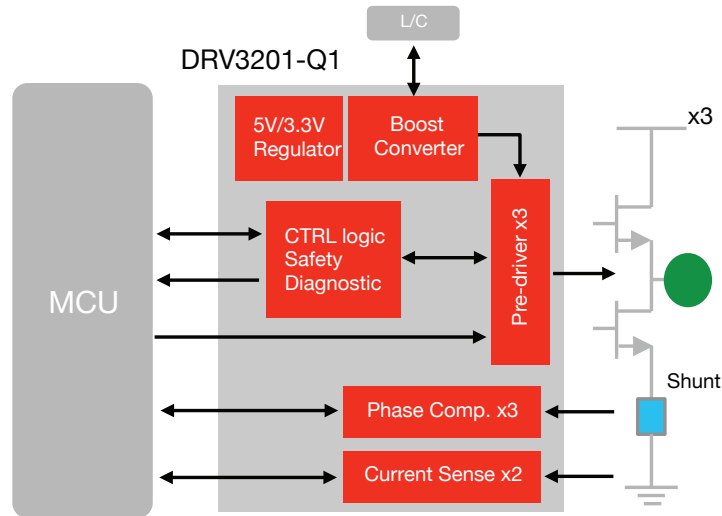 L/C
DRV3201-Q1
x3
5V/3.3V
Regulator
Boost
Converter
CTRL logic
Safety
Diagnostic
Pre-driver x3
MCU
Shunt
Phase Comp. x3
Current Sense x2